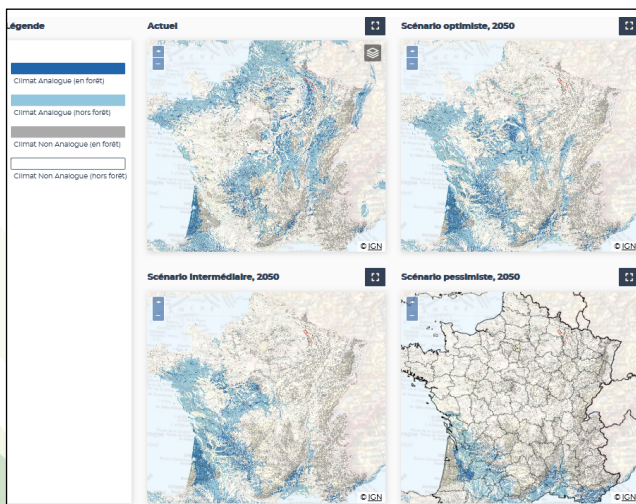 Légende
Climat Analogue (en forêt)
Climat Analogue (hors forêt)
Climat Non Analogue (en forêt)
Climat Non Analogue (hors forêt)
Actuel
+
−
© IGN
Scénario optimiste, 2050
+
−
© IGN
Scénario intermédiaire, 2050
+
−
© IGN
Scénario pessimiste, 2050
+
−
© IGN